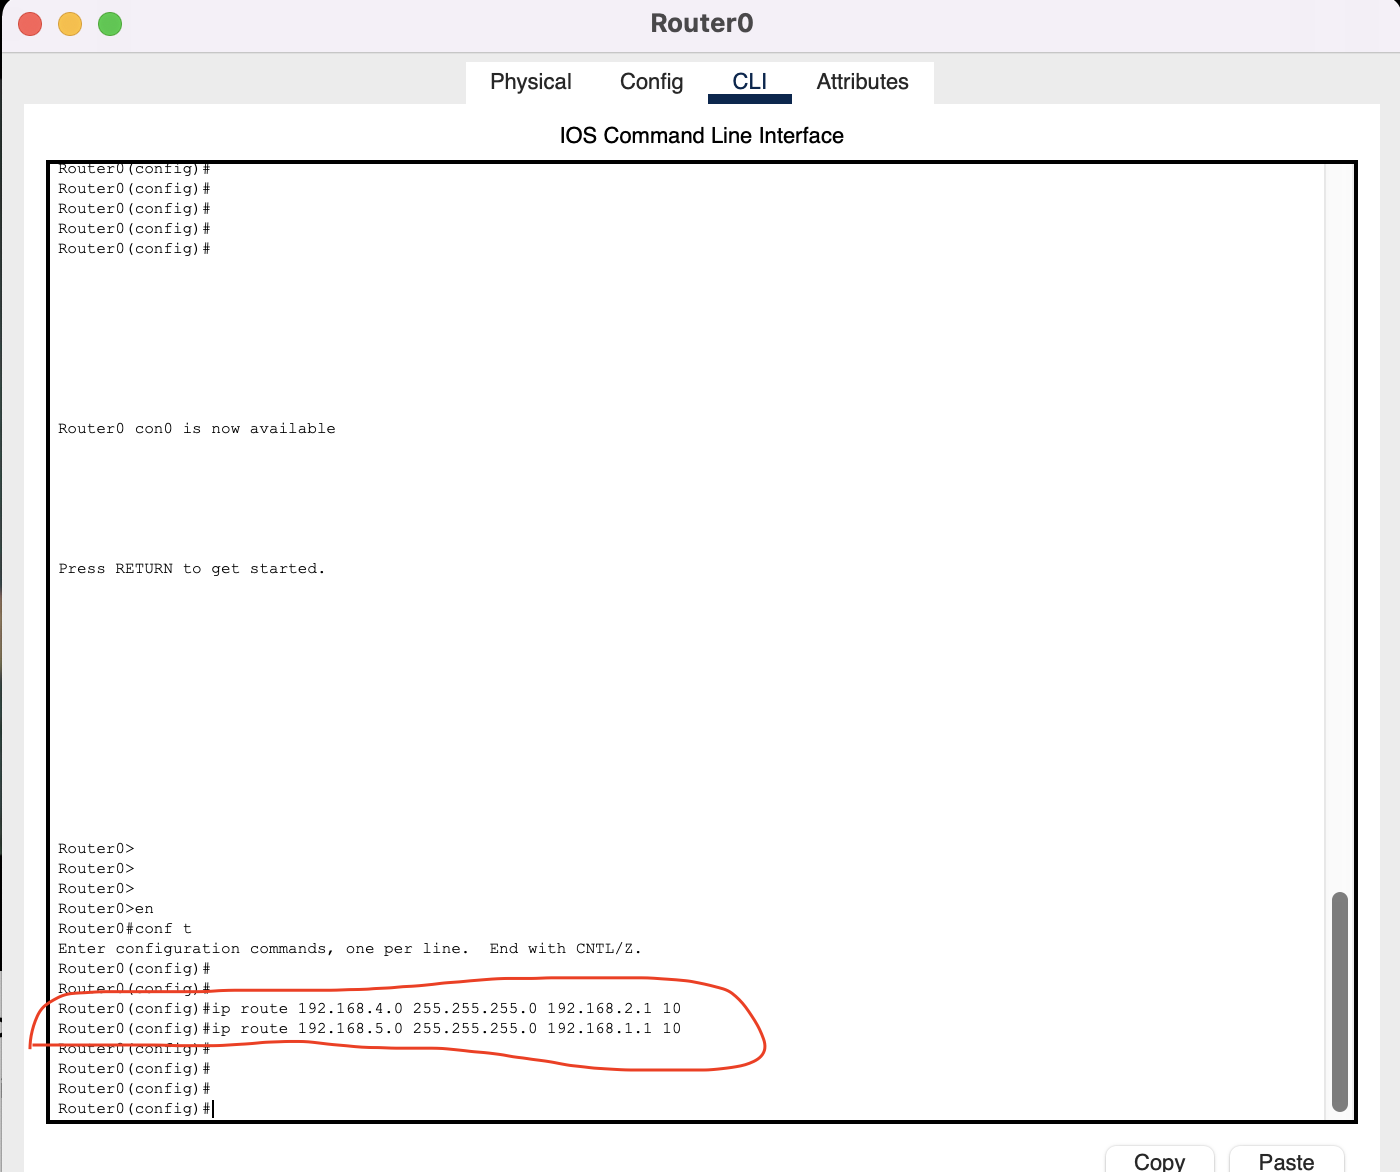 Router0
Physical Config CLI Attributes
IOS Command Line Interface
Router0(config)#
Router0(config)#
Router0(config)#
Router0(config)#
Router0(config)#
Router0 con0 is now available
Press RETURN to get started.
Router0>
Router0>
Router0>
Router0>en
Router0#conf t
Enter configuration commands, one per line.  End with CNTL/Z.
Router0(config)#
Router0(config)#
Router0(config)#ip route 192.168.4.0 255.255.255.0 192.168.2.1 10
Router0(config)#ip route 192.168.5.0 255.255.255.0 192.168.1.1 10
Router0(config)#
Router0(config)#
Router0(config)#
Router0(config)#
Copy Paste